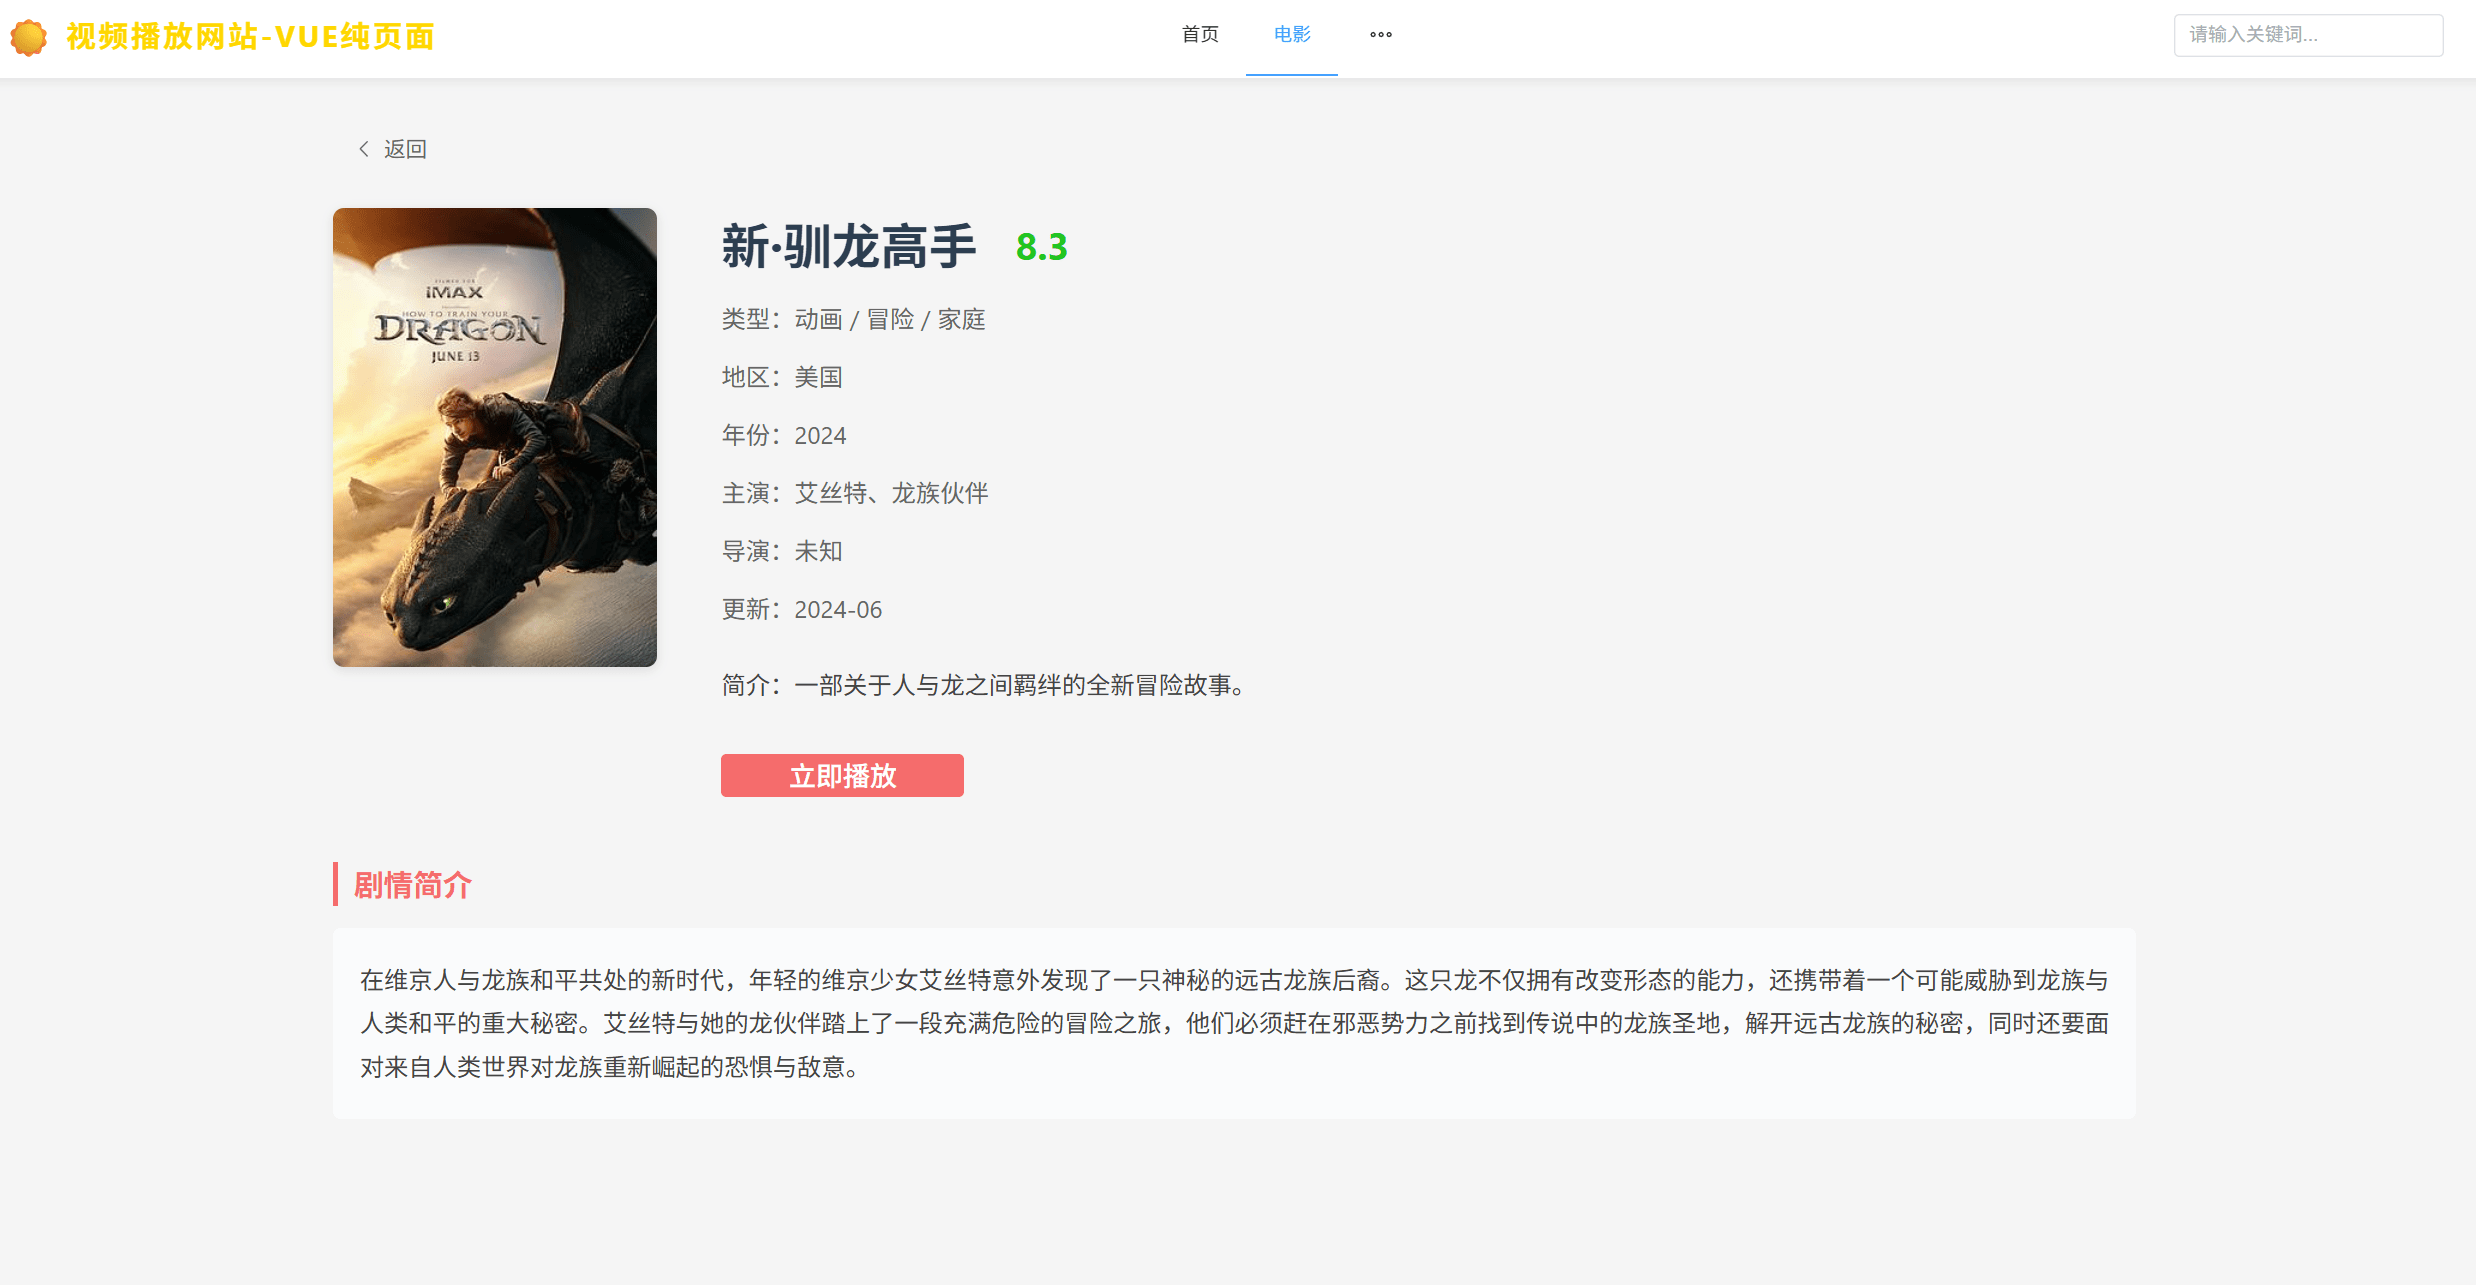 视频播放网站-VUE纯页面
首页
电影
请输入关键词...
返回
FILMED FOR
IMAX
HOW TO TRAIN YOUR
DRAGON
JUNE 13
新·驯龙高手 8.3
类型：动画 / 冒险 / 家庭
地区：美国
年份：2024
主演：艾丝特、龙族伙伴
导演：未知
更新：2024-06
简介：一部关于人与龙之间羁绊的全新冒险故事。
立即播放
剧情简介
在维京人与龙族和平共处的新时代，年轻的维京少女艾丝特意外发现了一只神秘的远古龙族后裔。这只龙不仅拥有改变形态的能力，还携带着一个可能威胁到龙族与
人类和平的重大秘密。艾丝特与她的龙伙伴踏上了一段充满危险的冒险之旅，他们必须赶在邪恶势力之前找到传说中的龙族圣地，解开远古龙族的秘密，同时还要面
对来自人类世界对龙族重新崛起的恐惧与敌意。